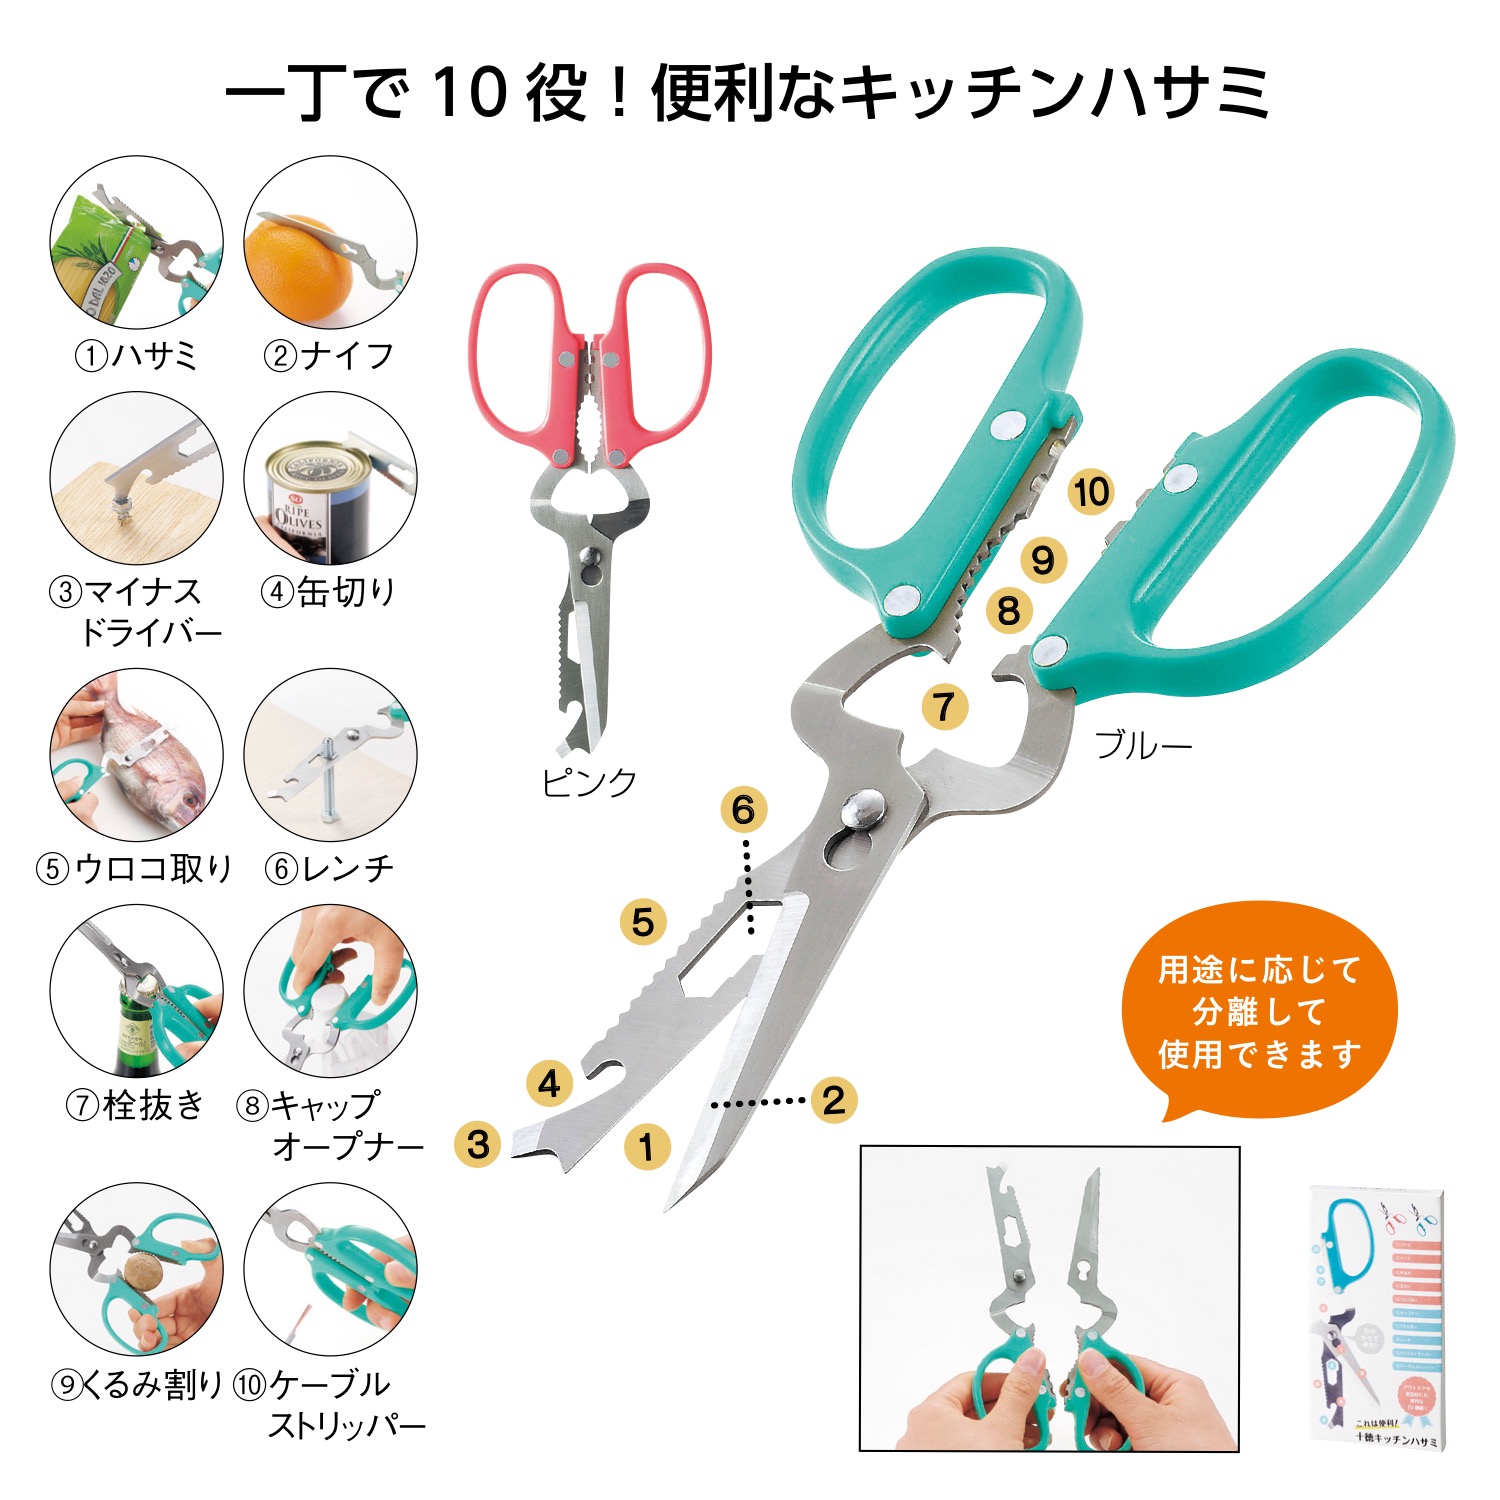 一丁で10役！便利なキッチンハサミ
①ハサミ
②ナイフ
③マイナス
ドライバー
④缶切り
⑤ウロコ取り
⑥レンチ
⑦栓抜き
⑧キャップ
オープナー
⑨くるみ割り
⑩ケーブル
ストリッパー
SO
RIPE
OLIVES
CALIFORNIA
ピンク
ブルー
10
9
8
7
6
5
4
3
1
2
用途に応じて
分離して
使用できます
これは便利！
十徳キッチンハサミ